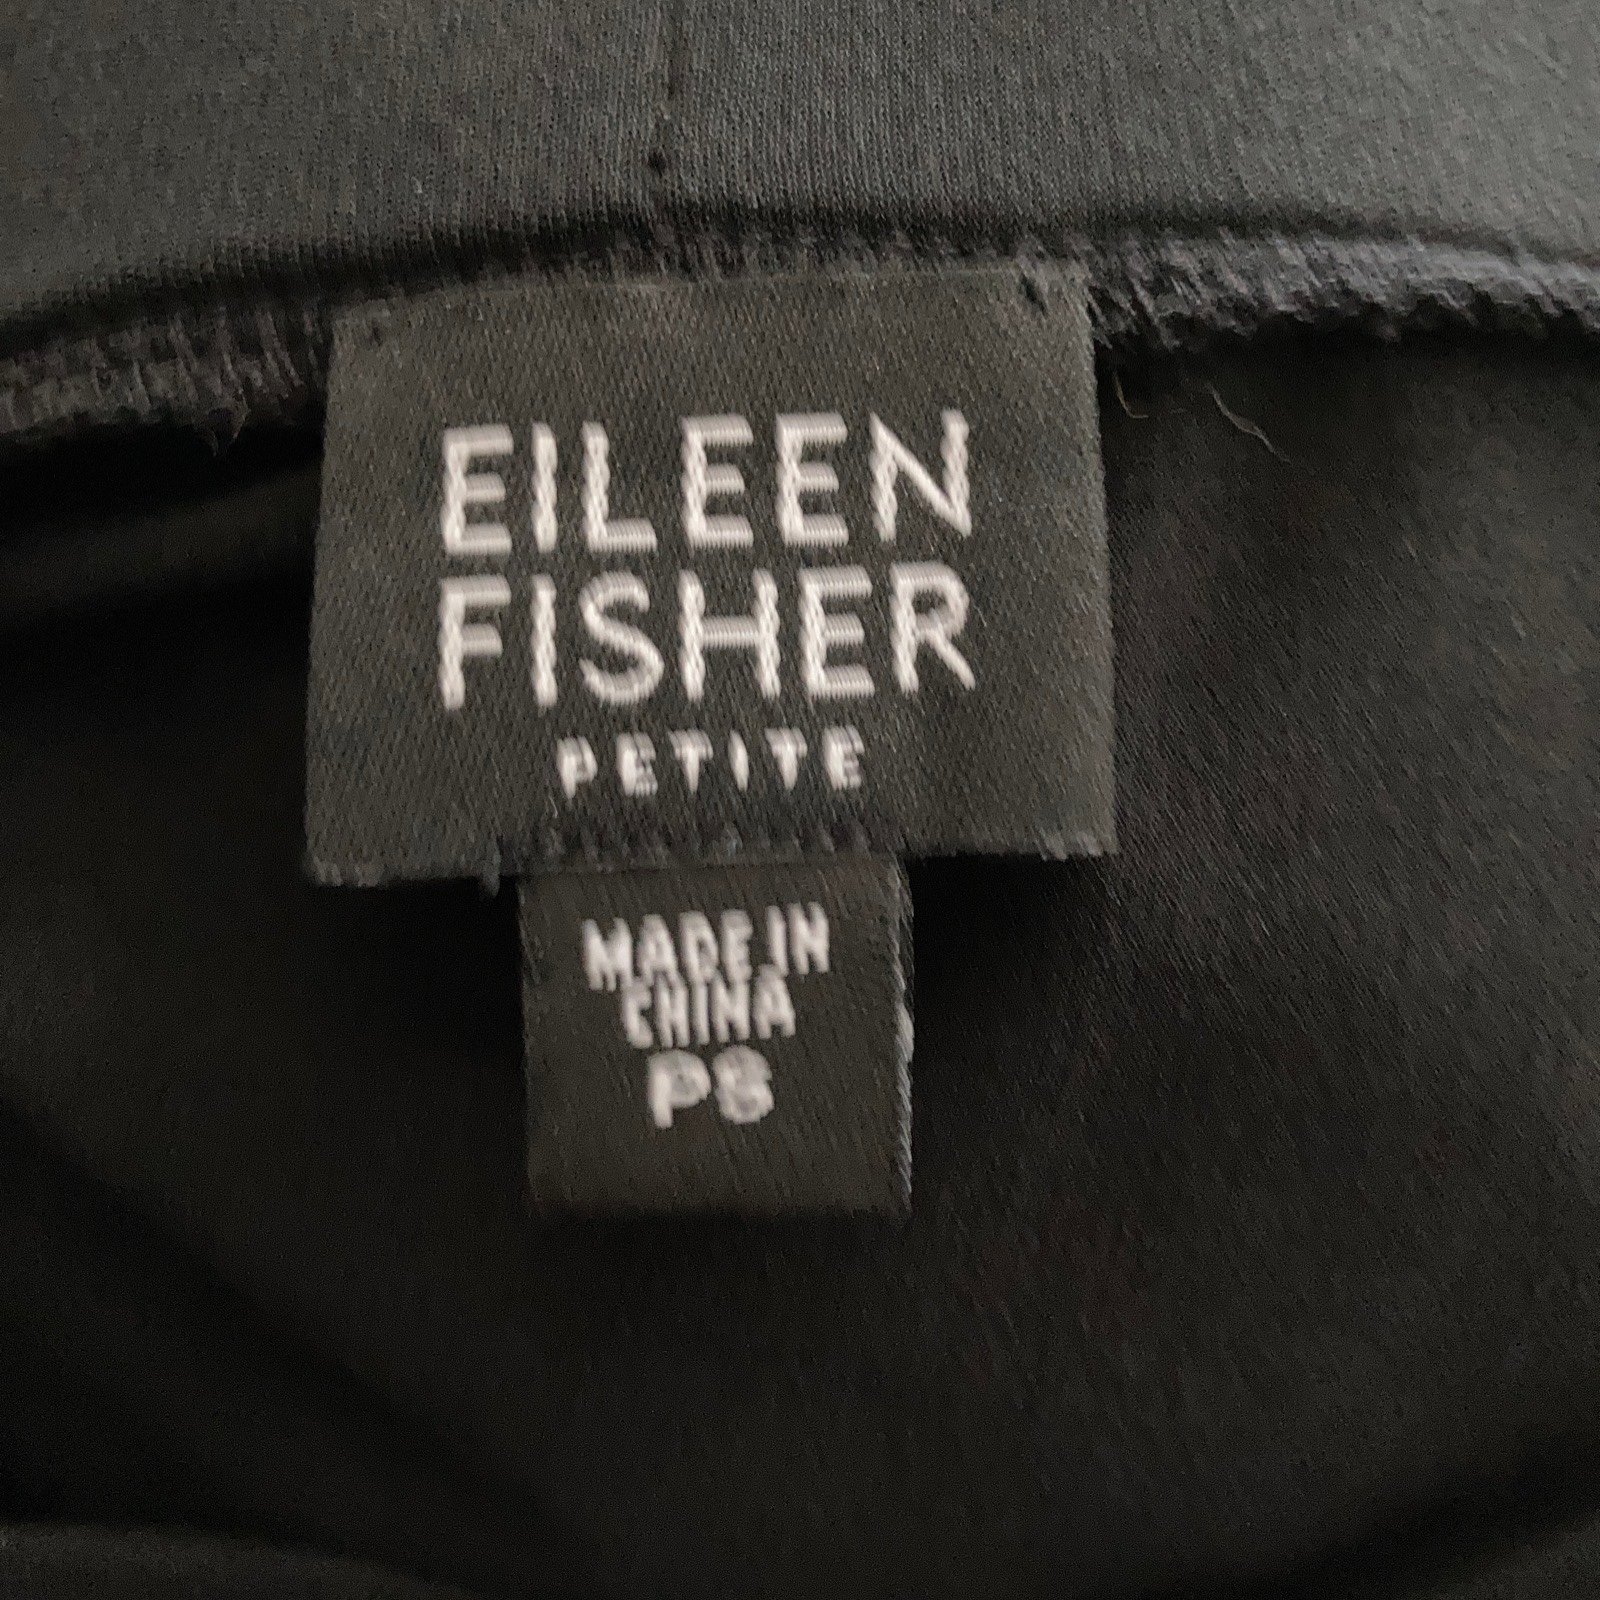 EILEEN
FISHER
PETITE
MADE IN
CHINA
PS